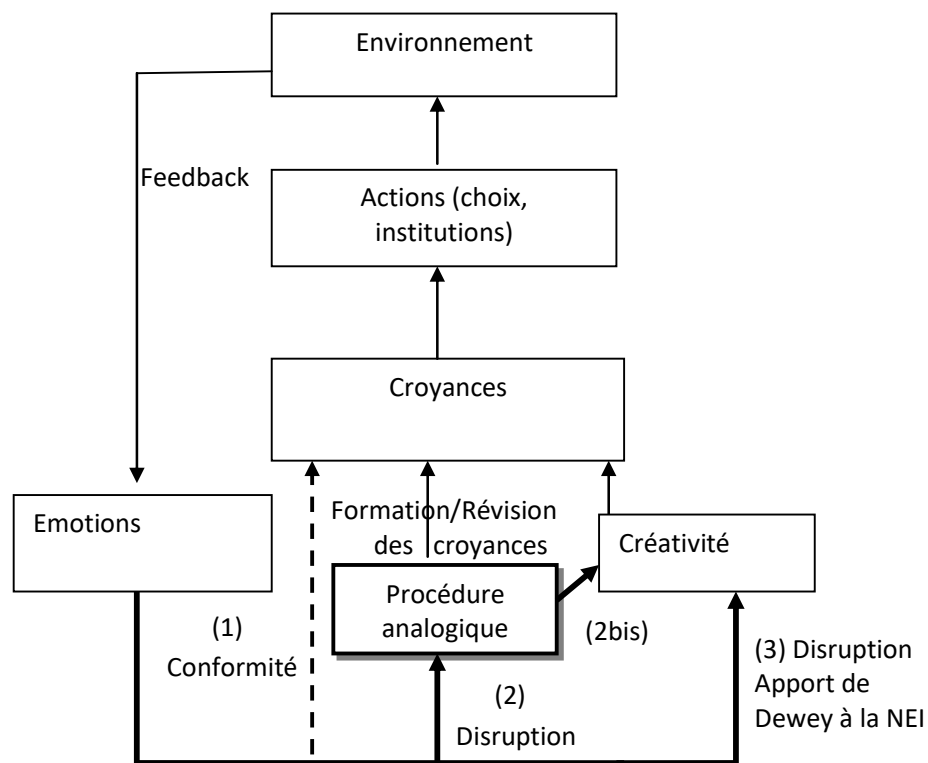 Environnement
Feedback
Actions (choix,
institutions)
Croyances
Emotions
Formation/Révision
des croyances
Créativité
Procédure
analogique
(1)
Conformité
(2bis)
(2)
Disruption
(3) Disruption
Apport de
Dewey à la NEI